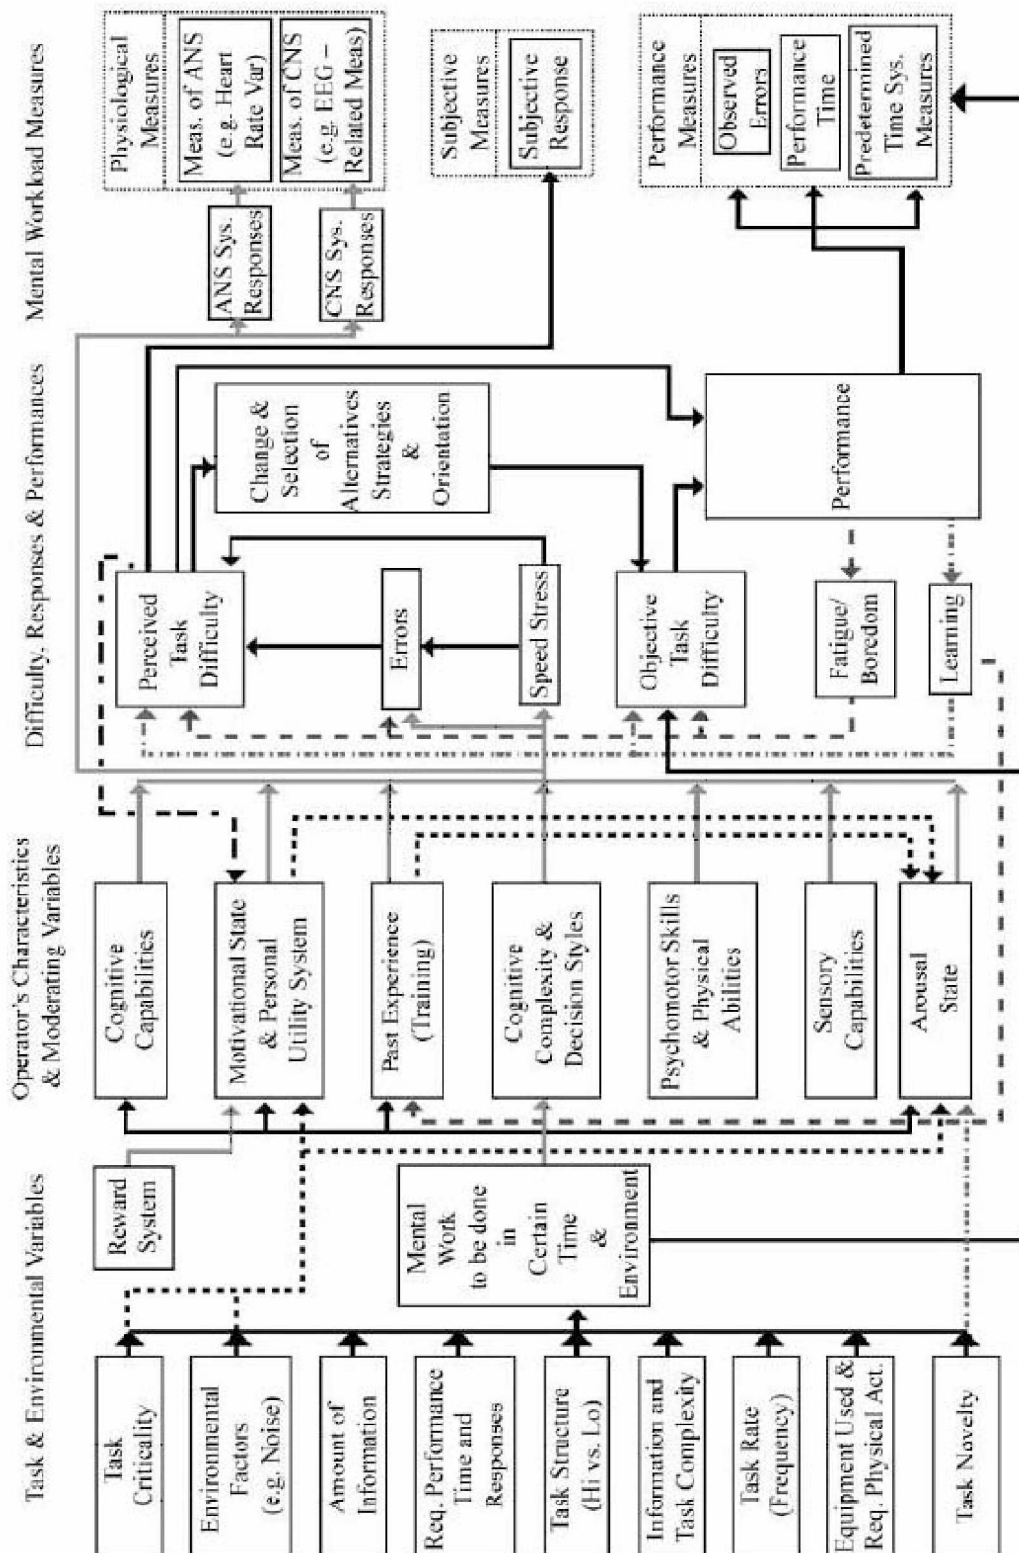 Task & Environmental Variables
Operator's Characteristics
& Moderating Variables
Difficulty, Responses & Performances
Mental Workload Measures
Task
Criticality
Environmental
Factors
(e.g. Noise)
Amount of
Information
Req. Performance
Time and
Responses
Task Structure
(Hi vs. Lo)
Information and
Task Complexity
Task Rate
(Frequency)
Equipment Used &
Req. Physical Act.
Task Novelty
Reward
System
Mental
Work
to be done
in
Certain
Time
&
Environment
Cognitive
Capabilities
Motivational State
& Personal
Utility System
Past Experience
(Training)
Cognitive
Complexity &
Decision Styles
Psychomotor Skills
& Physical
Abilities
Sensory
Capabilities
Arousal
State
Perceived
Task
Difficulty
Errors
Speed Stress
Objective
Task
Difficulty
Fatigue/
Boredom
Learning
Change &
Selection
of
Alternatives
Strategies
&
Orientation
Performance
ANS Sys.
Responses
CNS Sys.
Responses
Physiological
Measures
Meas. of ANS
(e.g. Heart
Rate Var)
Meas. of CNS
(e.g. EEG –
Related Meas)
Subjective
Measures
Subjective
Response
Performance
Measures
Observed
Errors
Performance
Time
Predetermined
Time Sys.
Measures